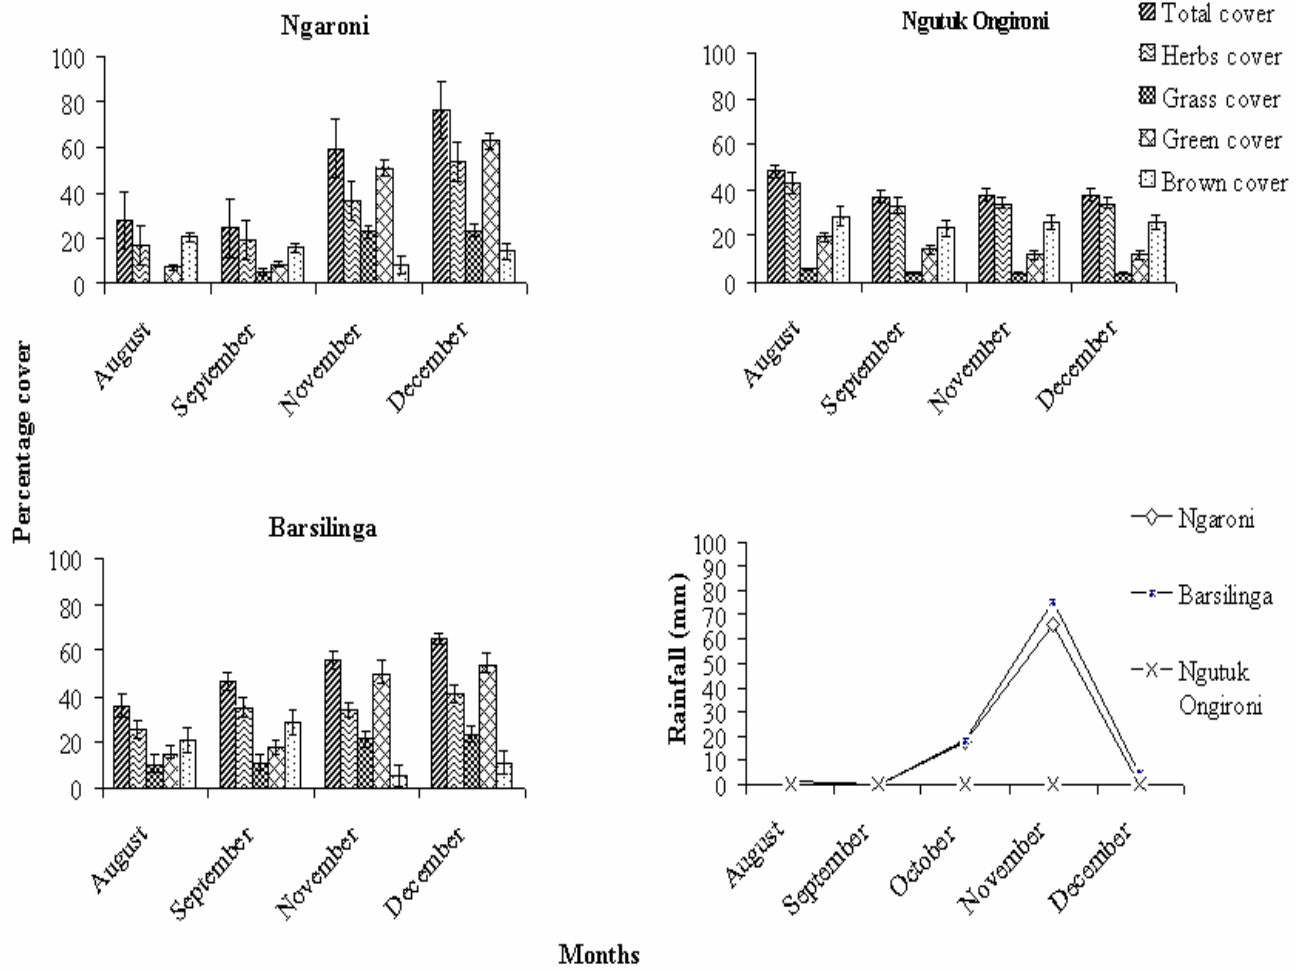 Ngaroni
100
80
60
40
20
0
August
September
November
December
Ngutuk Ongironi
100
80
60
40
20
0
August
September
November
December
Total cover
Herbs cover
Grass cover
Green cover
Brown cover
Percentage cover
Barsilinga
100
80
60
40
20
0
August
September
November
December
Rainfall (mm)
100
90
80
70
60
50
40
30
20
10
0
August
September
October
November
December
Ngaroni
Barsilinga
Ngutuk
Ongironi
Months